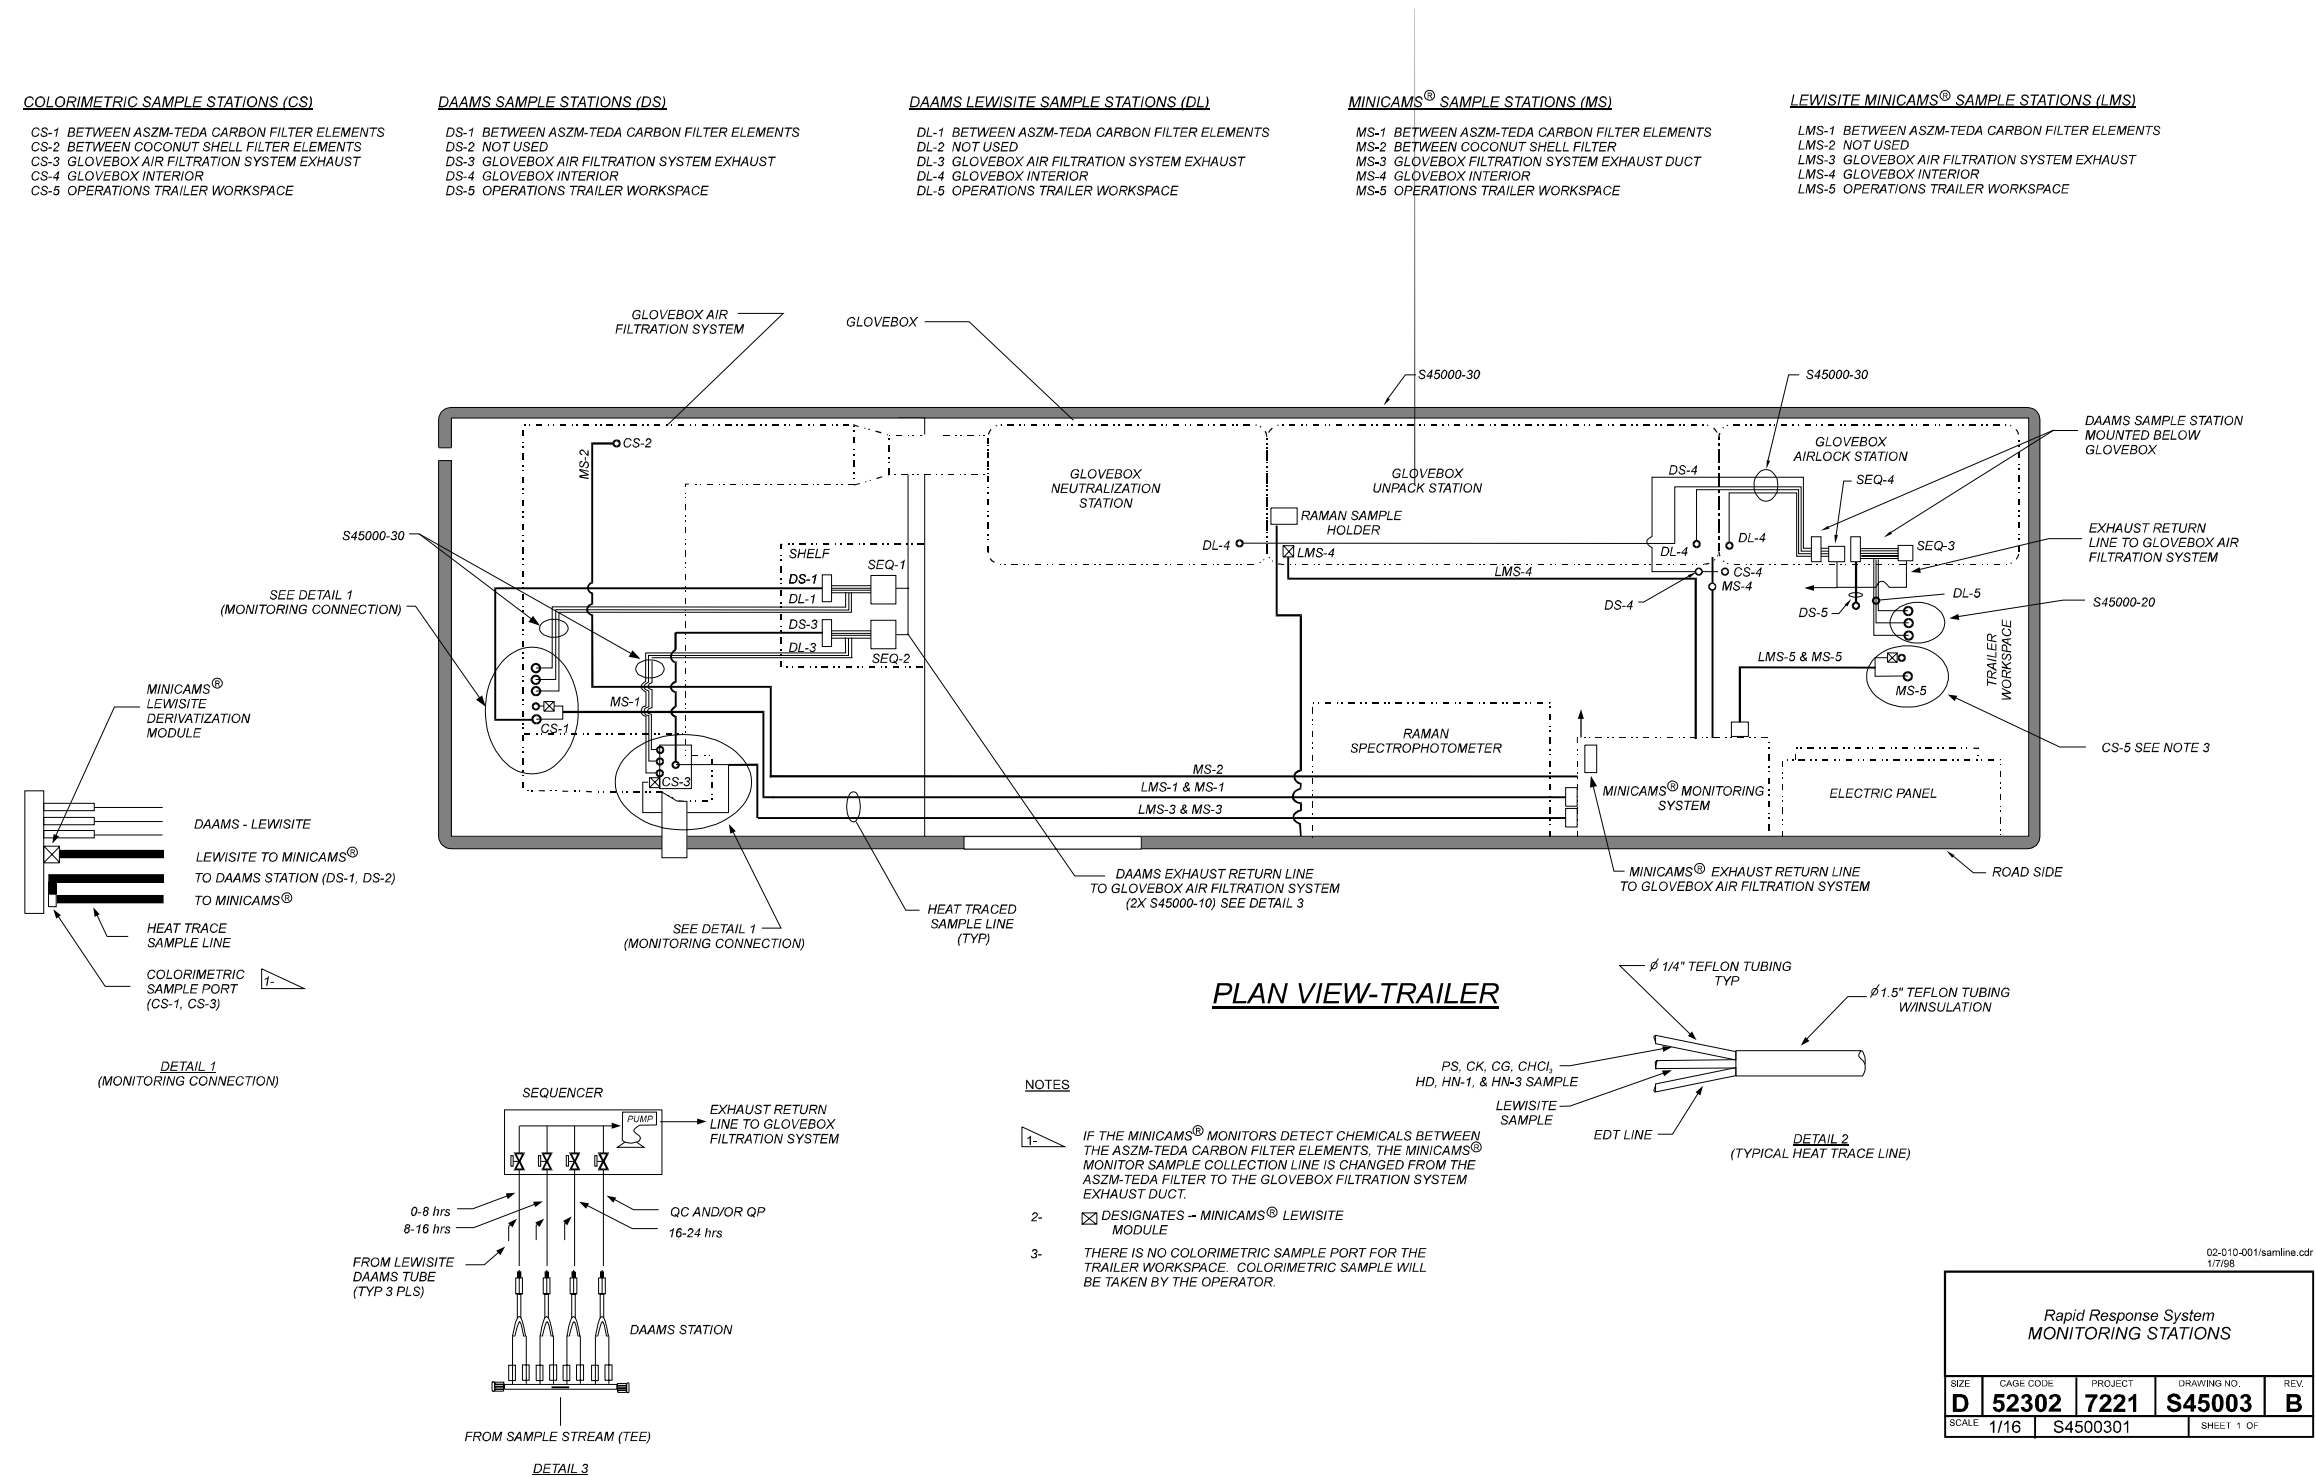 COLORIMETRIC SAMPLE STATIONS (CS)
CS-1 BETWEEN ASZM-TEDA CARBON FILTER ELEMENTS
CS-2 BETWEEN COCONUT SHELL FILTER ELEMENTS
CS-3 GLOVEBOX AIR FILTRATION SYSTEM EXHAUST
CS-4 GLOVEBOX INTERIOR
CS-5 OPERATIONS TRAILER WORKSPACE
DAAMS SAMPLE STATIONS (DS)
DS-1 BETWEEN ASZM-TEDA CARBON FILTER ELEMENTS
DS-2 NOT USED
DS-3 GLOVEBOX AIR FILTRATION SYSTEM EXHAUST
DS-4 GLOVEBOX INTERIOR
DS-5 OPERATIONS TRAILER WORKSPACE
DAAMS LEWISITE SAMPLE STATIONS (DL)
DL-1 BETWEEN ASZM-TEDA CARBON FILTER ELEMENTS
DL-2 NOT USED
DL-3 GLOVEBOX AIR FILTRATION SYSTEM EXHAUST
DL-4 GLOVEBOX INTERIOR
DL-5 OPERATIONS TRAILER WORKSPACE
MINICAMS® SAMPLE STATIONS (MS)
MS-1 BETWEEN ASZM-TEDA CARBON FILTER ELEMENTS
MS-2 BETWEEN COCONUT SHELL FILTER
MS-3 GLOVEBOX FILTRATION SYSTEM EXHAUST DUCT
MS-4 GLOVEBOX INTERIOR
MS-5 OPERATIONS TRAILER WORKSPACE
LEWISITE MINICAMS® SAMPLE STATIONS (LMS)
LMS-1 BETWEEN ASZM-TEDA CARBON FILTER ELEMENTS
LMS-2 NOT USED
LMS-3 GLOVEBOX AIR FILTRATION SYSTEM EXHAUST
LMS-4 GLOVEBOX INTERIOR
LMS-5 OPERATIONS TRAILER WORKSPACE
GLOVEBOX AIR
FILTRATION SYSTEM
GLOVEBOX
S45000-30
S45000-30
DAAMS SAMPLE STATION
MOUNTED BELOW
GLOVEBOX
CS-2
MS-2
GLOVEBOX
NEUTRALIZATION
STATION
GLOVEBOX
UNPACK STATION
GLOVEBOX
AIRLOCK STATION
DS-4
SEQ-4
RAMAN SAMPLE
HOLDER
EXHAUST RETURN
LINE TO GLOVEBOX AIR
FILTRATION SYSTEM
S45000-30
SHELF
SEQ-1
DL-4
LMS-4
DL-4
DL-4
SEQ-3
DS-1
LMS-4
CS-4
MS-4
SEE DETAIL 1
(MONITORING CONNECTION)
DL-1
DS-4
DS-5
DL-5
S45000-20
DS-3
DL-3
SEQ-2
LMS-5 & MS-5
TRAILER
WORKSPACE
MS-5
MINICAMS®
LEWISITE
DERIVATIZATION
MODULE
MS-1
CS-1
RAMAN
SPECTROPHOTOMETER
CS-5 SEE NOTE 3
CS-3
MS-2
LMS-1 & MS-1
LMS-3 & MS-3
MINICAMS® MONITORING
SYSTEM
ELECTRIC PANEL
DAAMS - LEWISITE
LEWISITE TO MINICAMS®
TO DAAMS STATION (DS-1, DS-2)
TO MINICAMS®
DAAMS EXHAUST RETURN LINE
TO GLOVEBOX AIR FILTRATION SYSTEM
(2X S45000-10) SEE DETAIL 3
MINICAMS® EXHAUST RETURN LINE
TO GLOVEBOX AIR FILTRATION SYSTEM
ROAD SIDE
HEAT TRACE
SAMPLE LINE
SEE DETAIL 1
(MONITORING CONNECTION)
HEAT TRACED
SAMPLE LINE
(TYP)
COLORIMETRIC
SAMPLE PORT
(CS-1, CS-3)
1-
PLAN VIEW-TRAILER
Ø 1/4" TEFLON TUBING
TYP
Ø 1.5" TEFLON TUBING
W/INSULATION
DETAIL 1
(MONITORING CONNECTION)
PS, CK, CG, CHCl3
HD, HN-1, & HN-3 SAMPLE
LEWISITE
SAMPLE
EDT LINE
DETAIL 2
(TYPICAL HEAT TRACE LINE)
SEQUENCER
PUMP
EXHAUST RETURN
LINE TO GLOVEBOX
FILTRATION SYSTEM
0-8 hrs
8-16 hrs
QC AND/OR QP
16-24 hrs
FROM LEWISITE
DAAMS TUBE
(TYP 3 PLS)
DAAMS STATION
FROM SAMPLE STREAM (TEE)
DETAIL 3
NOTES
1-
IF THE MINICAMS® MONITORS DETECT CHEMICALS BETWEEN
THE ASZM-TEDA CARBON FILTER ELEMENTS, THE MINICAMS®
MONITOR SAMPLE COLLECTION LINE IS CHANGED FROM THE
ASZM-TEDA FILTER TO THE GLOVEBOX FILTRATION SYSTEM
EXHAUST DUCT.
2- DESIGNATES – MINICAMS® LEWISITE
MODULE
3- THERE IS NO COLORIMETRIC SAMPLE PORT FOR THE
TRAILER WORKSPACE. COLORIMETRIC SAMPLE WILL
BE TAKEN BY THE OPERATOR.
02-010-001/samline.cdr
1/7/98
Rapid Response System
MONITORING STATIONS
SIZE
D
CAGE CODE
52302
PROJECT
7221
DRAWING NO.
S45003
REV.
B
SCALE 1/16
S4500301
SHEET 1 OF